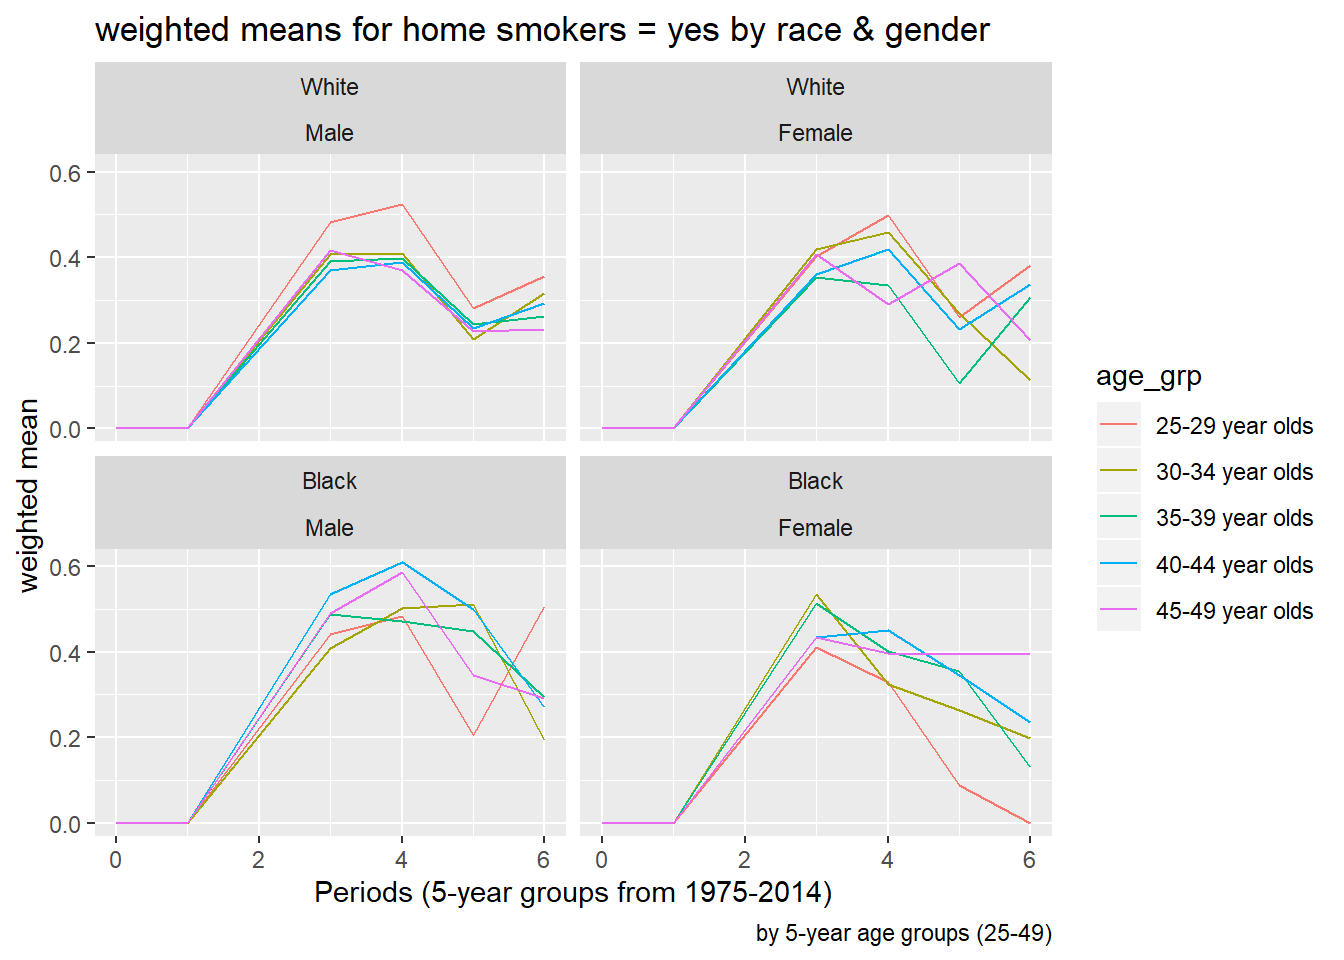 weighted means for home smokers = yes by race & gender
White
Male
White
Female
0.6
0.4
0.2
0.0
Black
Male
Black
Female
0.6
0.4
0.2
0.0
0 2 4 6
0 2 4 6
weighted mean
Periods (5-year groups from 1975-2014)
by 5-year age groups (25-49)
age_grp
25-29 year olds
30-34 year olds
35-39 year olds
40-44 year olds
45-49 year olds